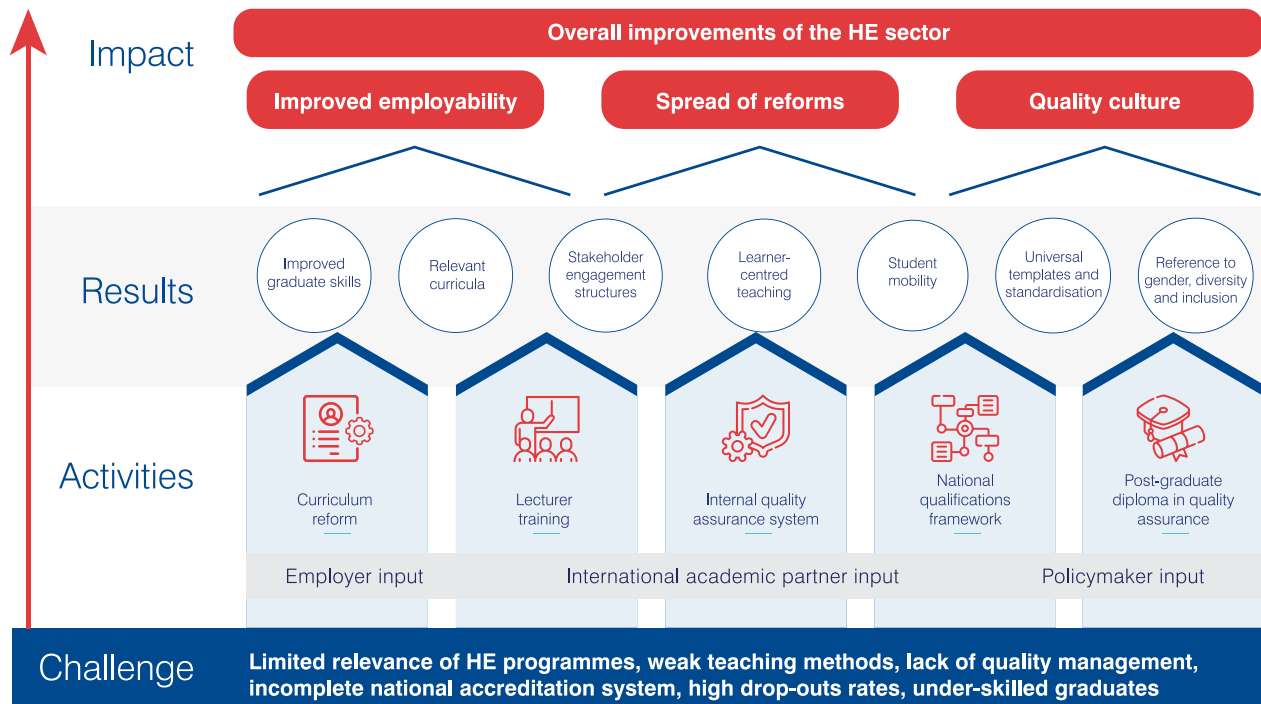 Impact
Overall improvements of the HE sector
Improved employability
Spread of reforms
Quality culture
Results
Improved
graduate skills
Relevant
curricula
Stakeholder
engagement
structures
Learner-
centred
teaching
Student
mobility
Universal
templates and
standardisation
Reference to
gender, diversity
and inclusion
Activities
Curriculum
reform
Lecturer
training
Internal quality
assurance system
National
qualifications
framework
Post-graduate
diploma in quality
assurance
Employer input
International academic partner input
Policymaker input
Challenge
Limited relevance of HE programmes, weak teaching methods, lack of quality management,
incomplete national accreditation system, high drop-outs rates, under-skilled graduates